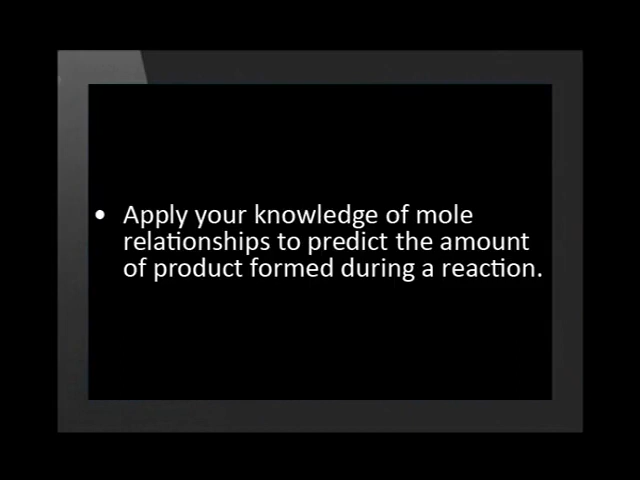 • Apply your knowledge of mole
relationships to predict the amount
of product formed during a reaction.